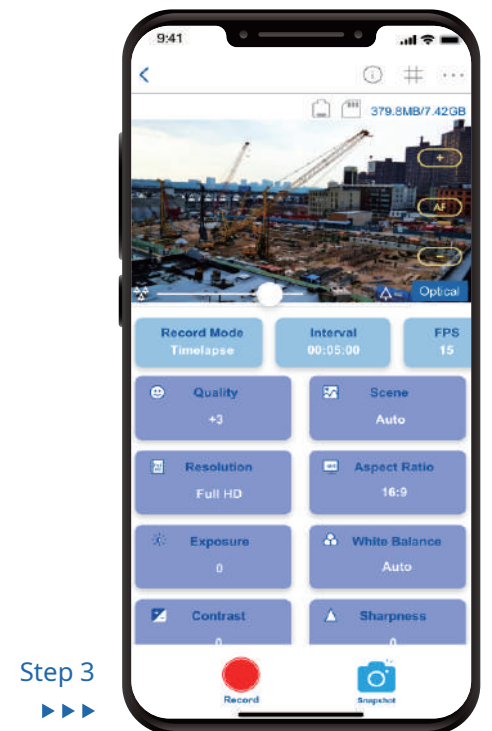 9:41
379.8MB/7.42GB
+
AF
−
Optical
Record Mode
Timelapse
Interval
00:05:00
FPS
15
Quality
+3
Scene
Auto
Resolution
Full HD
Aspect Ratio
16:9
Exposure
0
White Balance
Auto
Contrast
0
Sharpness
0
Step 3
Record
Snapshot